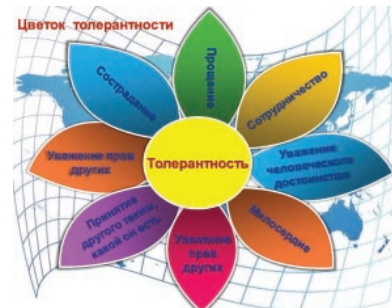 Цветок толерантности
Прощение
Сотрудничество
Уважение
человеческого
достоинства
Милосердие
Уважение
прав
других
Принятие
другого таким,
какой он есть
Уважение прав
других
Сострадание
Толерантность